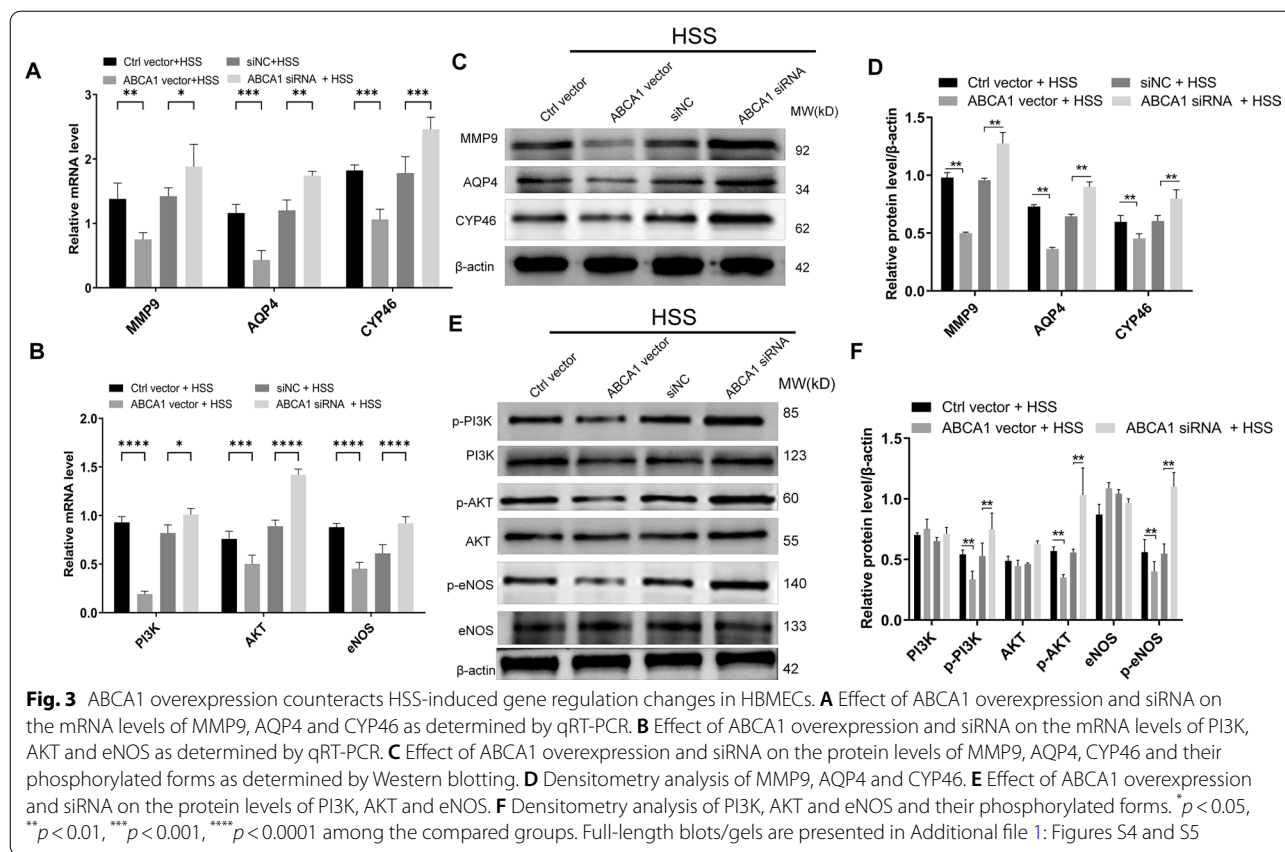 A
Ctrl vector+HSS
siNC+HSS
ABCA1 vector+HSS
ABCA1 siRNA + HSS
** * *** ** *** ***
Relative mRNA level
2
1
0
MMP9 AQP4 CYP46
B
Ctrl vector + HSS
siNC + HSS
ABCA1 vector + HSS
ABCA1 siRNA + HSS
**** * *** **** **** ****
Relative mRNA level
1.5
1.0
0.5
0.0
PI3K AKT eNOS
C
HSS
Ctrl vector ABCA1 vector siNC ABCA1 siRNA
MW(kD)
MMP9 92
AQP4 34
CYP46 62
β-actin 42
D
Ctrl vector + HSS
siNC + HSS
ABCA1 vector + HSS
ABCA1 siRNA + HSS
** ** ** ** ** **
Relative protein level/β-actin
1.5
1.0
0.5
0.0
MMP9 AQP4 CYP46
E
HSS
Ctrl vector ABCA1 vector siNC ABCA1 siRNA
MW(kD)
p-PI3K 85
PI3K 123
p-AKT 60
AKT 55
p-eNOS 140
eNOS 133
β-actin 42
F
Ctrl vector + HSS
ABCA1 vector + HSS
ABCA1 siRNA + HSS
** ** ** ** ** **
Relative protein level/β-actin
1.5
1.0
0.5
0.0
PI3K p-PI3K AKT p-AKT eNOS p-eNOS
Fig. 3 ABCA1 overexpression counteracts HSS-induced gene regulation changes in HBMECs. A Effect of ABCA1 overexpression and siRNA on
the mRNA levels of MMP9, AQP4 and CYP46 as determined by qRT-PCR. B Effect of ABCA1 overexpression and siRNA on the mRNA levels of PI3K,
AKT and eNOS as determined by qRT-PCR. C Effect of ABCA1 overexpression and siRNA on the protein levels of MMP9, AQP4, CYP46 and their
phosphorylated forms as determined by Western blotting. D Densitometry analysis of MMP9, AQP4 and CYP46. E Effect of ABCA1 overexpression
and siRNA on the protein levels of PI3K, AKT and eNOS. F Densitometry analysis of PI3K, AKT and eNOS and their phosphorylated forms. *p < 0.05,
**p < 0.01, ***p < 0.001, ****p < 0.0001 among the compared groups. Full-length blots/gels are presented in Additional file 1: Figures S4 and S5